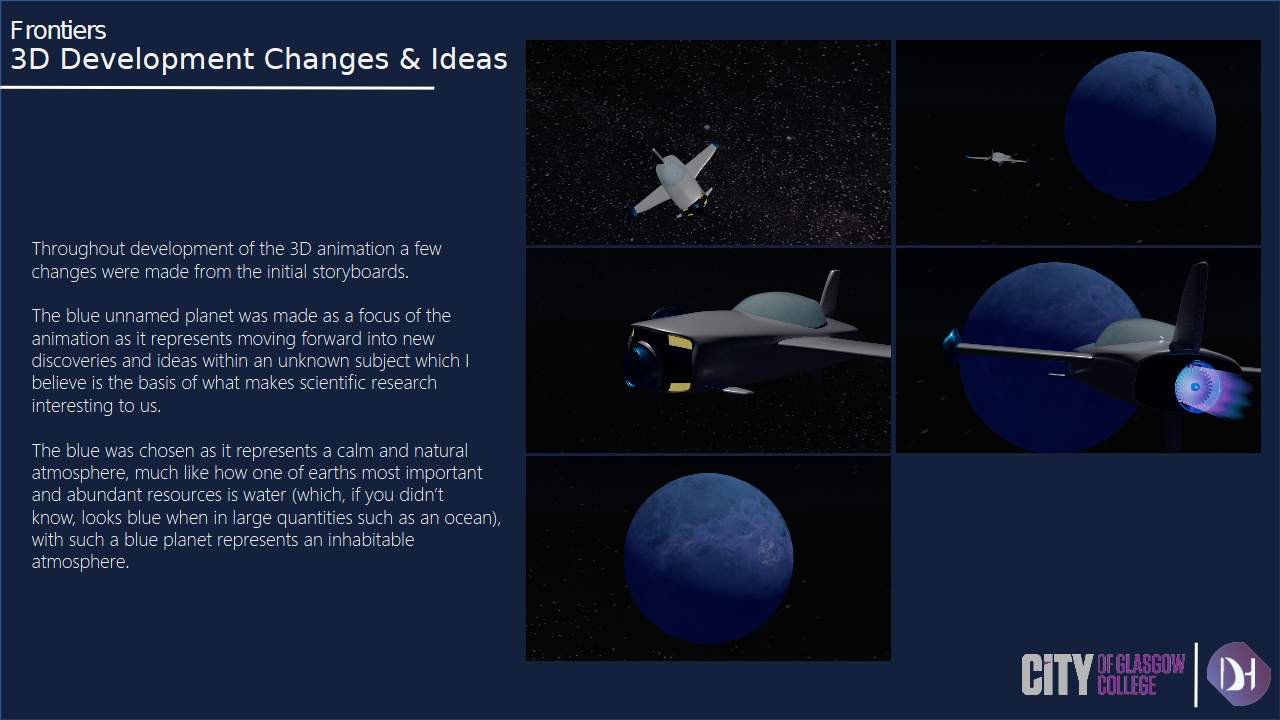 Frontiers
3D Development Changes & Ideas
Throughout development of the 3D animation a few
changes were made from the initial storyboards.
The blue unnamed planet was made as a focus of the
animation as it represents moving forward into new
discoveries and ideas within an unknown subject which I
believe is the basis of what makes scientific research
interesting to us.
The blue was chosen as it represents a calm and natural
atmosphere, much like how one of earths most important
and abundant resources is water (which, if you didn’t
know, looks blue when in large quantities such as an ocean),
with such a blue planet represents an inhabitable
atmosphere.
CiTY OF GLASGOW
COLLEGE
DH